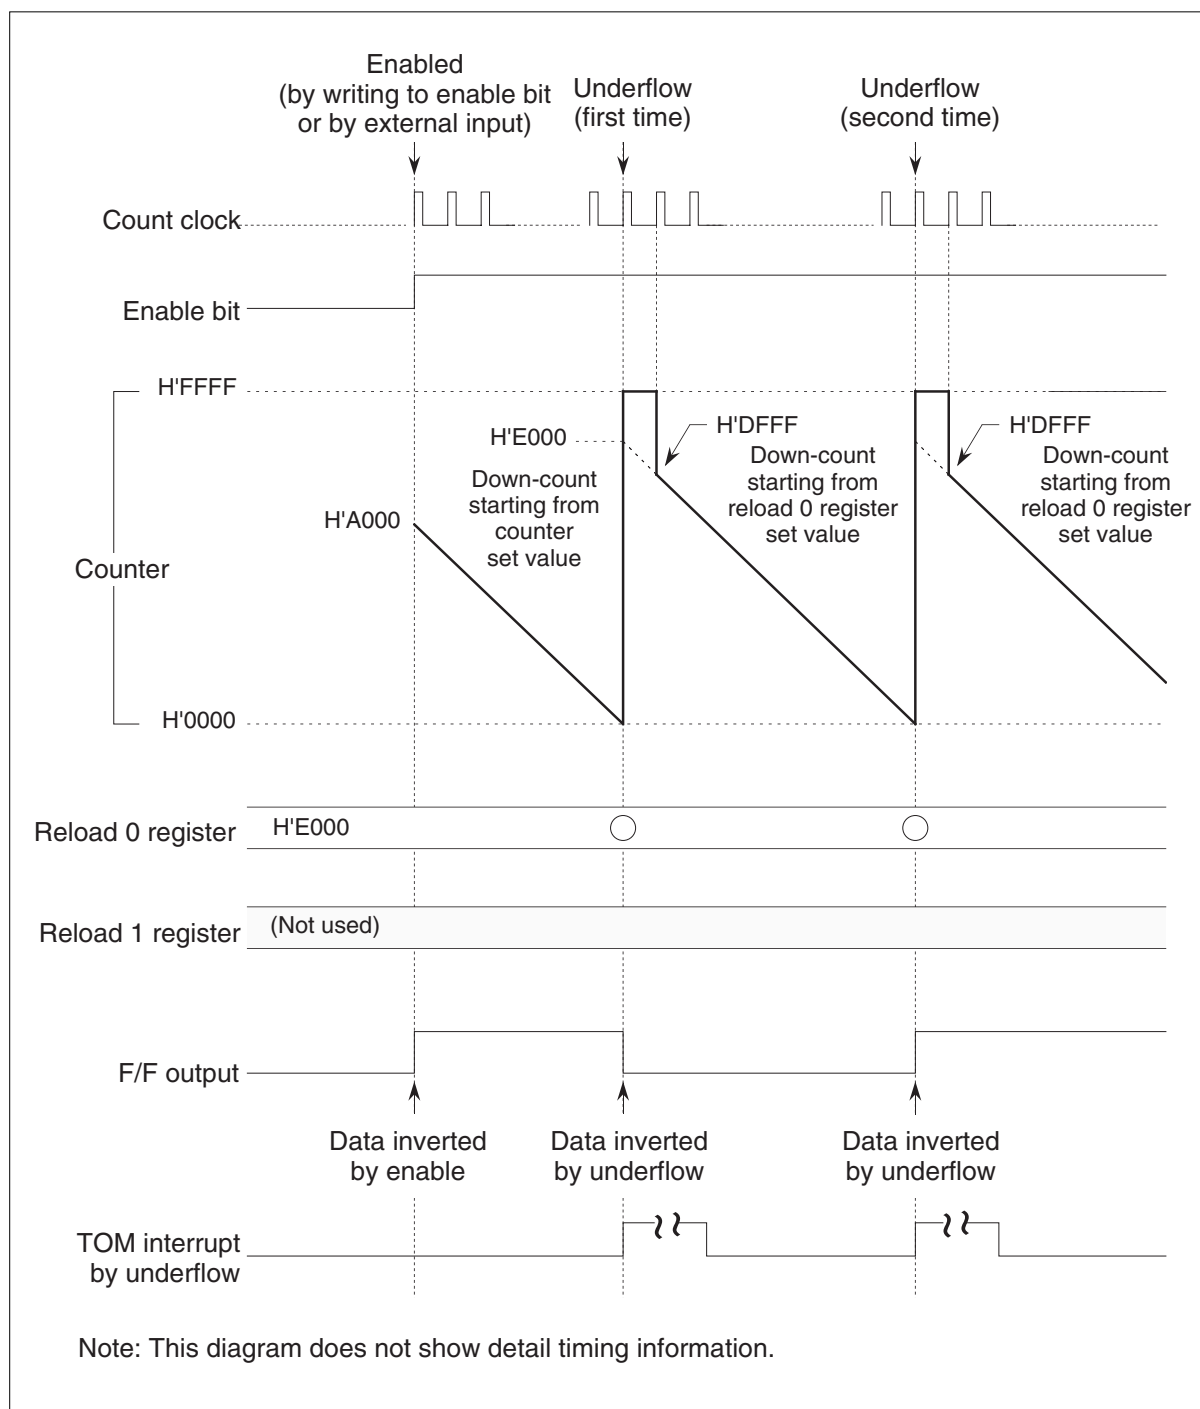 Enabled
(by writing to enable bit
or by external input)
Underflow
(first time)
Underflow
(second time)
Count clock
Enable bit
H'FFFF
H'E000
H'DFFF
H'DFFF
Down-count
starting from
counter
set value
Down-count
starting from
reload 0 register
set value
Down-count
starting from
reload 0 register
set value
H'A000
Counter
H'0000
Reload 0 register
H'E000
Reload 1 register
(Not used)
F/F output
Data inverted
by enable
Data inverted
by underflow
Data inverted
by underflow
TOM interrupt
by underflow
Note: This diagram does not show detail timing information.